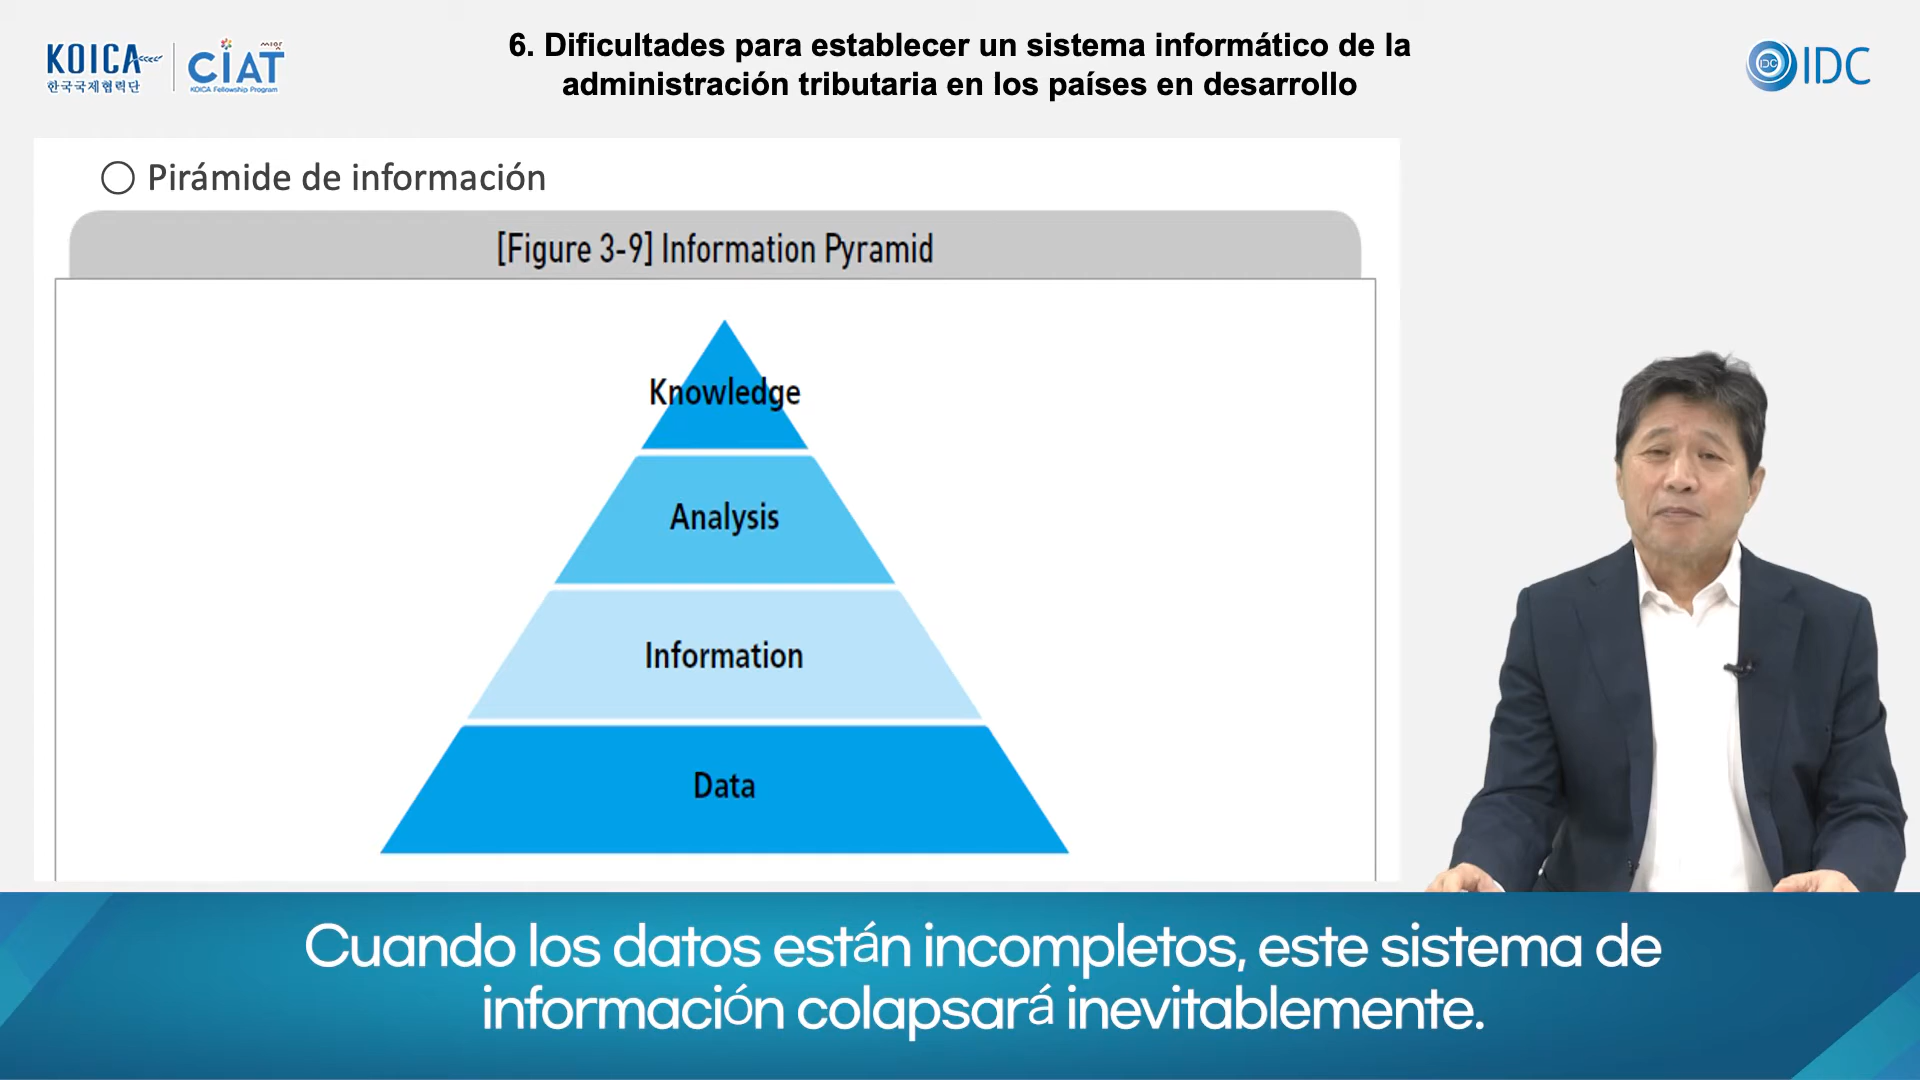 KOICA
한국국제협력단
CIAT
KOICA Fellowship Program
6. Dificultades para establecer un sistema informático de la
administración tributaria en los países en desarrollo
IDC
IDC
○ Pirámide de información
[Figure 3-9] Information Pyramid
Knowledge
Analysis
Information
Data
Cuando los datos están incompletos, este sistema de
información colapsará inevitablemente.